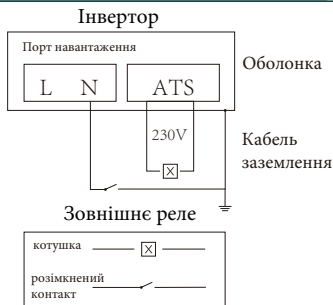 Інвертор
Порт навантаження
L N ATS
Оболонка
230V
Кабель
заземлення
Зовнішнє реле
котушка
розімкнений
контакт